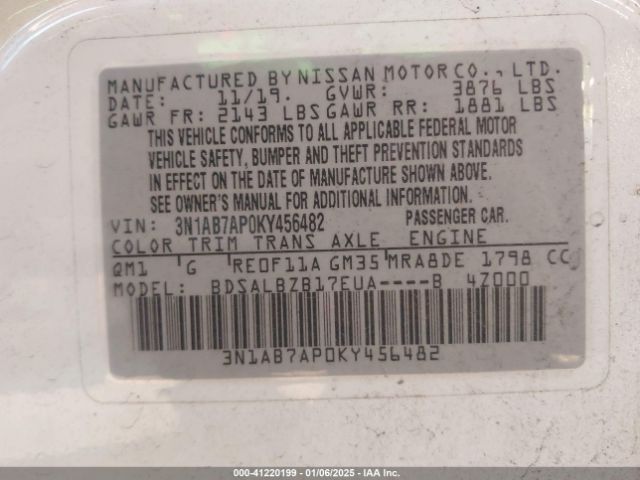 MANUFACTURED BY NISSAN MOTOR CO., LTD.
DATE: 11/19. GVWR: 3876 LBS
GAWR FR: 2143 LBS GAWR RR: 1881 LBS
THIS VEHICLE CONFORMS TO ALL APPLICABLE FEDERAL MOTOR
VEHICLE SAFETY, BUMPER AND THEFT PREVENTION STANDARDS
IN EFFECT ON THE DATE OF MANUFACTURE SHOWN ABOVE.
SEE OWNER'S MANUAL FOR ADDITIONAL INFORMATION.
VIN: 3N1AB7AP0KY456482 PASSENGER CAR.
COLOR TRIM TRANS AXLE ENGINE
QM1 G RE0F11A GM35 MRA8DE 1798 CC
MODEL: BDSALBZB17EUA----B 4Z000
3N1AB7AP0KY456482
000-41220199 — 01/06/2025 — IAA Inc.